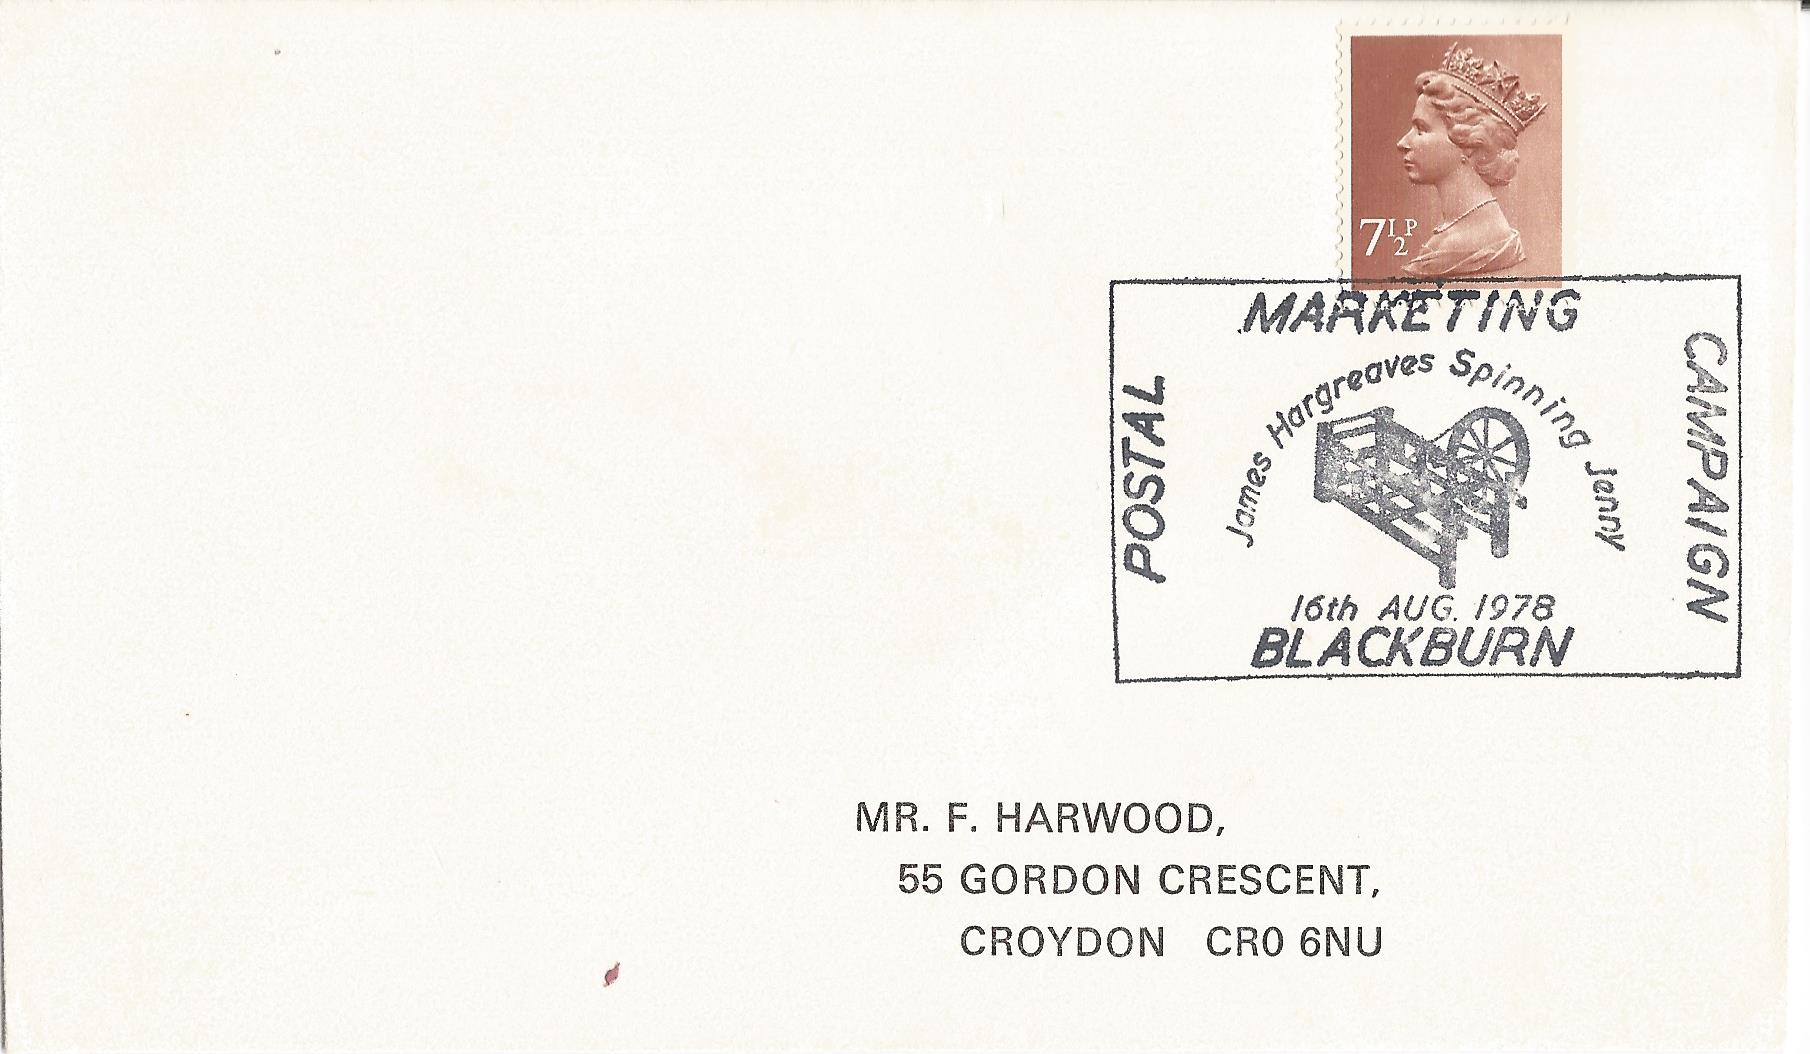 7½P
MARKETING
POSTAL
CAMPAIGN
James Hargreaves Spinning Jenny
16th AUG. 1978
BLACKBURN
MR. F. HARWOOD,
55 GORDON CRESCENT,
CROYDON CR0 6NU